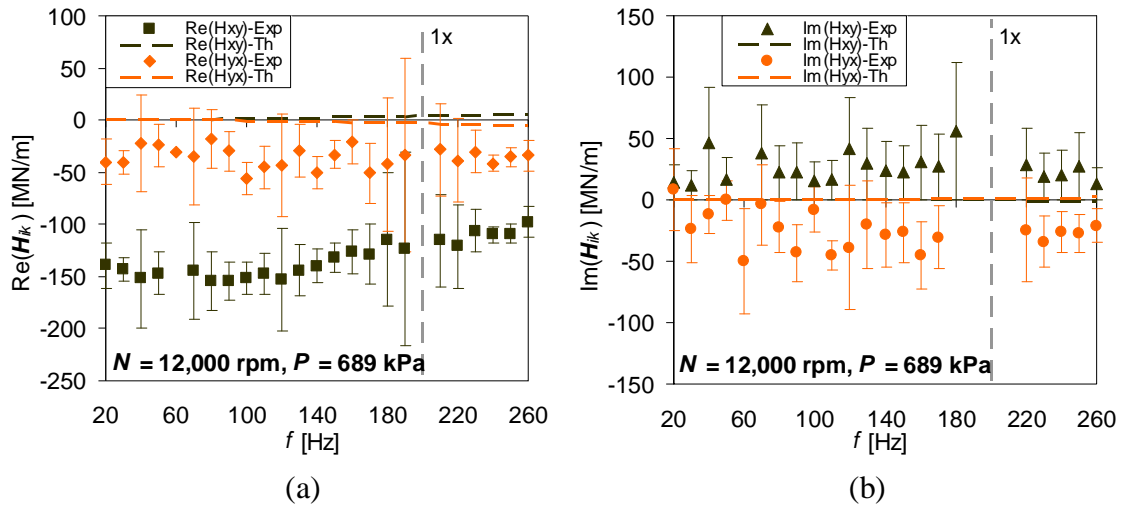 100
50
0
-50
-100
-150
-200
-250
Re(H_ik) [MN/m]
Re(Hxy)-Exp
Re(Hxy)-Th
Re(Hyx)-Exp
Re(Hyx)-Th
1x
N = 12,000 rpm, P = 689 kPa
20 60 100 140 180 220 260
f [Hz]
(a)
150
100
50
0
-50
-100
-150
Im(H_ik) [MN/m]
Im(Hxy)-Exp
Im(Hxy)-Th
Im(Hyx)-Exp
Im(Hyx)-Th
1x
N = 12,000 rpm, P = 689 kPa
20 60 100 140 180 220 260
f [Hz]
(b)